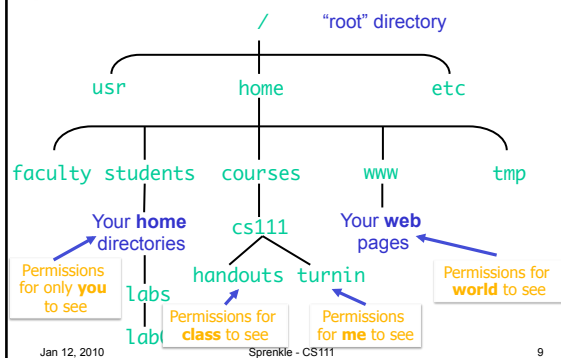 / "root" directory
usr home etc
faculty students courses www tmp
Your home
directories
cs111
Your web
pages
Permissions
for only you
to see
labs
handouts turnin
Permissions for
class to see
Permissions
for me to see
Permissions for
world to see
Jan 12, 2010 Sprenkle - CS111 9